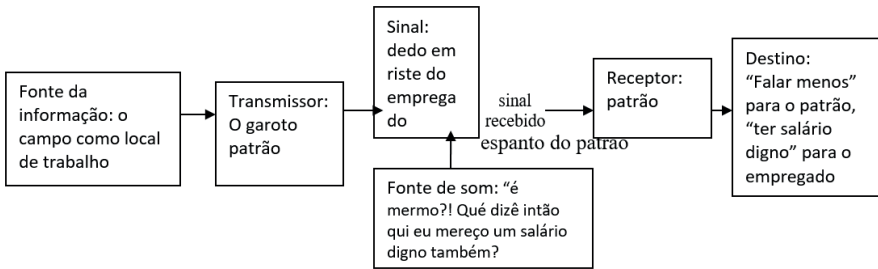 Fonte da
informação: o
campo como local
de trabalho
Transmissor:
O garoto
patrão
Sinal:
dedo em
riste do
emprega
do
sinal
recebido
espanto do patrão
Receptor:
patrão
Destino:
“Falar menos”
para o patrão,
“ter salário
digno” para o
empregado
Fonte de som: “é
mermo?! Qué dizê intão
qui eu mereço um salário
digno também?